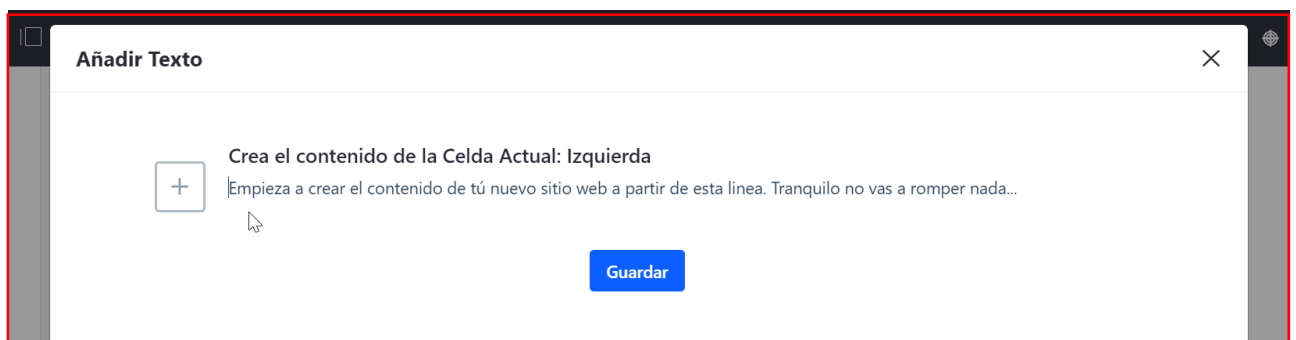 Añadir Texto
Crea el contenido de la Celda Actual: Izquierda
Empieza a crear el contenido de tú nuevo sitio web a partir de esta linea. Tranquilo no vas a romper nada...
Guardar